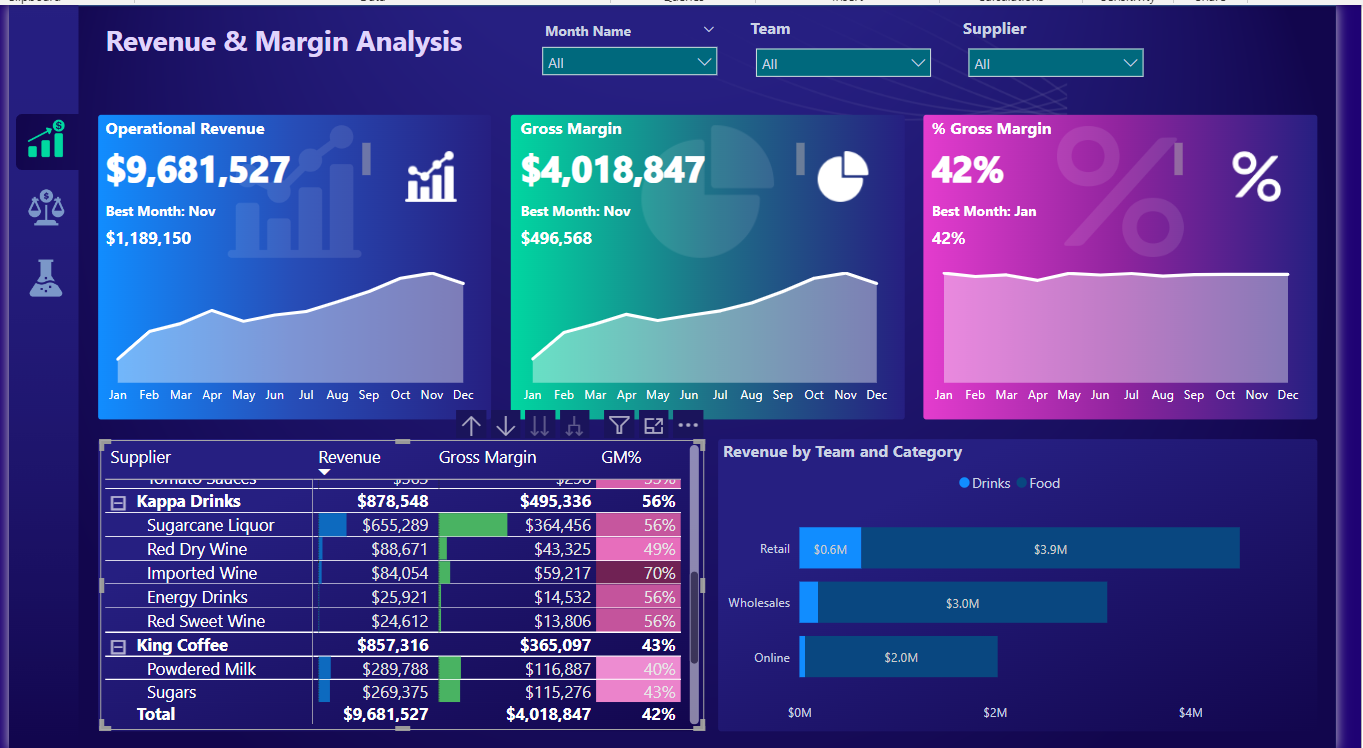 Revenue & Margin Analysis
Month Name
All
Team
All
Supplier
All
Operational Revenue
$9,681,527
Best Month: Nov
$1,189,150
Jan Feb Mar Apr May Jun Jul Aug Sep Oct Nov Dec
Gross Margin
$4,018,847
Best Month: Nov
$496,568
Jan Feb Mar Apr May Jun Jul Aug Sep Oct Nov Dec
% Gross Margin
42%
Best Month: Jan
42%
Jan Feb Mar Apr May Jun Jul Aug Sep Oct Nov Dec
Supplier Revenue Gross Margin GM%
Kappa Drinks $878,548 $495,336 56%
Sugarcane Liquor $655,289 $364,456 56%
Red Dry Wine $88,671 $43,325 49%
Imported Wine $84,054 $59,217 70%
Energy Drinks $25,921 $14,532 56%
Red Sweet Wine $24,612 $13,806 56%
King Coffee $857,316 $365,097 43%
Powdered Milk $289,788 $116,887 40%
Sugars $269,375 $115,276 43%
Total $9,681,527 $4,018,847 42%
Revenue by Team and Category
Drinks Food
Retail $0.6M $3.9M
Wholesales $3.0M
Online $2.0M
$0M $2M $4M